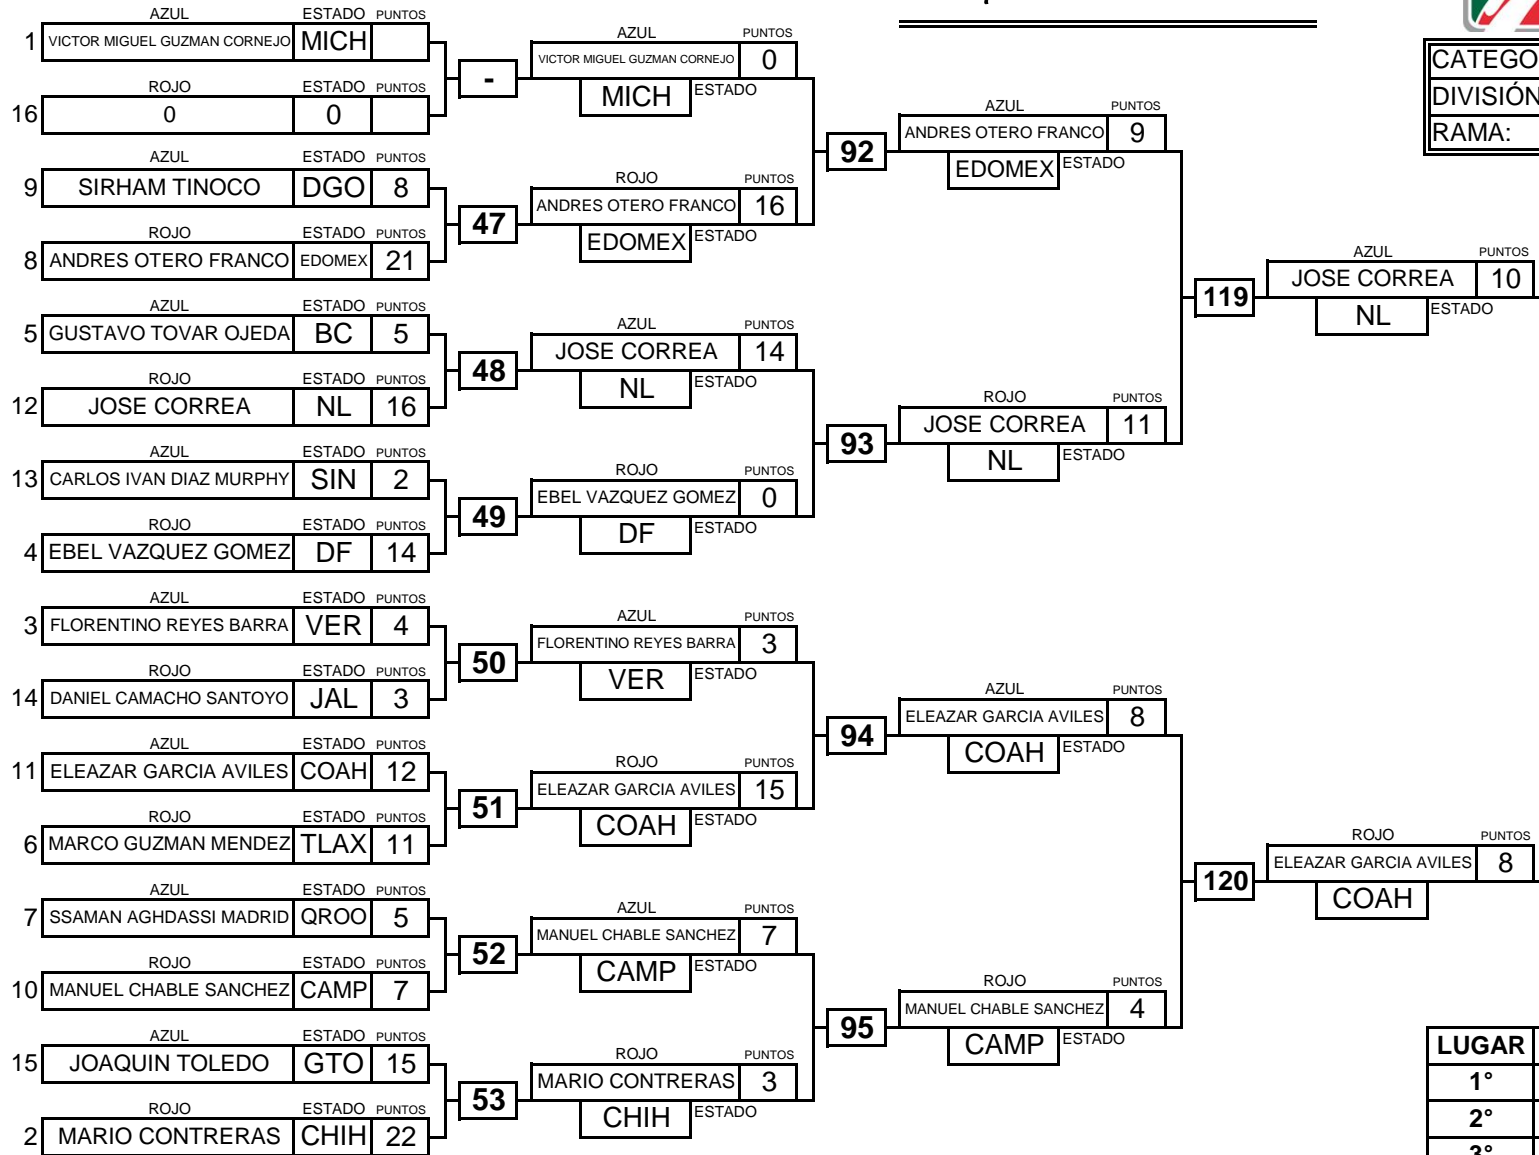 AZUL ESTADO PUNTOS
1 VICTOR MIGUEL GUZMAN CORNEJO MICH
ROJO ESTADO PUNTOS
16 0 0
AZUL ESTADO PUNTOS
9 SIRHAM TINOCO DGO 8
ROJO ESTADO PUNTOS
8 ANDRES OTERO FRANCO EDOMEX 21
AZUL ESTADO PUNTOS
5 GUSTAVO TOVAR OJEDA BC 5
ROJO ESTADO PUNTOS
12 JOSE CORREA NL 16
AZUL ESTADO PUNTOS
13 CARLOS IVAN DIAZ MURPHY SIN 2
ROJO ESTADO PUNTOS
4 EBEL VAZQUEZ GOMEZ DF 14
AZUL ESTADO PUNTOS
3 FLORENTINO REYES BARRA VER 4
ROJO ESTADO PUNTOS
14 DANIEL CAMACHO SANTOYO JAL 3
AZUL ESTADO PUNTOS
11 ELEAZAR GARCIA AVILES COAH 12
ROJO ESTADO PUNTOS
6 MARCO GUZMAN MENDEZ TLAX 11
AZUL ESTADO PUNTOS
7 SSAMAN AGHDASSI MADRID QROO 5
ROJO ESTADO PUNTOS
10 MANUEL CHABLE SANCHEZ CAMP 7
AZUL ESTADO PUNTOS
15 JOAQUIN TOLEDO GTO 15
ROJO ESTADO PUNTOS
2 MARIO CONTRERAS CHIH 22
-
47
48
49
50
51
52
53
AZUL PUNTOS
VICTOR MIGUEL GUZMAN CORNEJO 0
MICH ESTADO
ROJO PUNTOS
ANDRES OTERO FRANCO 16
EDOMEX ESTADO
AZUL PUNTOS
JOSE CORREA 14
NL ESTADO
ROJO PUNTOS
EBEL VAZQUEZ GOMEZ 0
DF ESTADO
AZUL PUNTOS
FLORENTINO REYES BARRA 3
VER ESTADO
ROJO PUNTOS
ELEAZAR GARCIA AVILES 15
COAH ESTADO
AZUL PUNTOS
MANUEL CHABLE SANCHEZ 7
CAMP ESTADO
ROJO PUNTOS
MARIO CONTRERAS 3
CHIH ESTADO
92
93
94
95
AZUL PUNTOS
ANDRES OTERO FRANCO 9
EDOMEX ESTADO
ROJO PUNTOS
JOSE CORREA 11
NL ESTADO
AZUL PUNTOS
ELEAZAR GARCIA AVILES 8
COAH ESTADO
ROJO PUNTOS
MANUEL CHABLE SANCHEZ 4
CAMP ESTADO
119
120
AZUL PUNTOS
JOSE CORREA 10
NL ESTADO
ROJO PUNTOS
ELEAZAR GARCIA AVILES 8
COAH
CATEGO
DIVISIÓN
RAMA:
LUGAR
1°
2°
3°